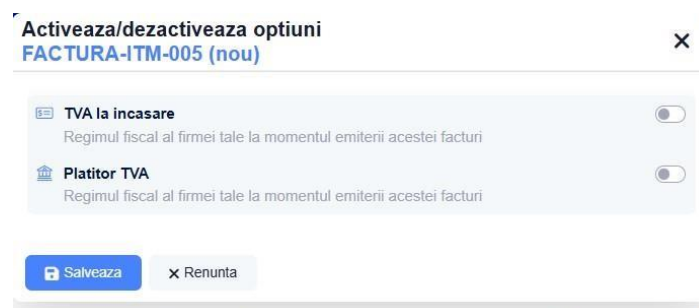 Activeaza/dezactiveaza optiuni
FACTURA-ITM-005 (nou)
TVA la incasare
Regimul fiscal al firmei tale la momentul emiterii acestei facturi
Platitor TVA
Regimul fiscal al firmei tale la momentul emiterii acestei facturi
Salveaza
Renunta